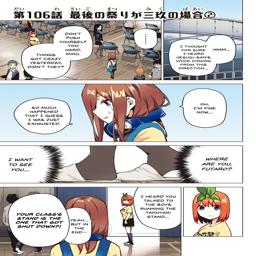 第106話 最後の祭りが三玖の場合②
DON'T
PUSH
YOURSELF
TOO
HARD,
MIKU.
THINGS
GOT CRAZY
YESTERDAY,
DIDN'T
THEY?
HMM...
I THOUGHT
FOR SURE
I HEARD
UESUGI-SAN'S
VOICE COMING
FROM THIS
DIRECTION...
SO MUCH
HAPPENED
THAT I GUESS
I WAS JUST
EXHAUSTED.
OH,
I'M FINE
NOW...
I WANT
TO SEE
YOU...
WHERE
ARE YOU,
FUTARO?
YOUR CLASS'S
STAND IS THE
ONE THAT GOT
SHUT DOWN?!
YEAH...
BUT IN
THE
END—
I HEARD YOU
TALKED TO
THE BOYS
RUNNING THE
TAKOYAKI
STAND...